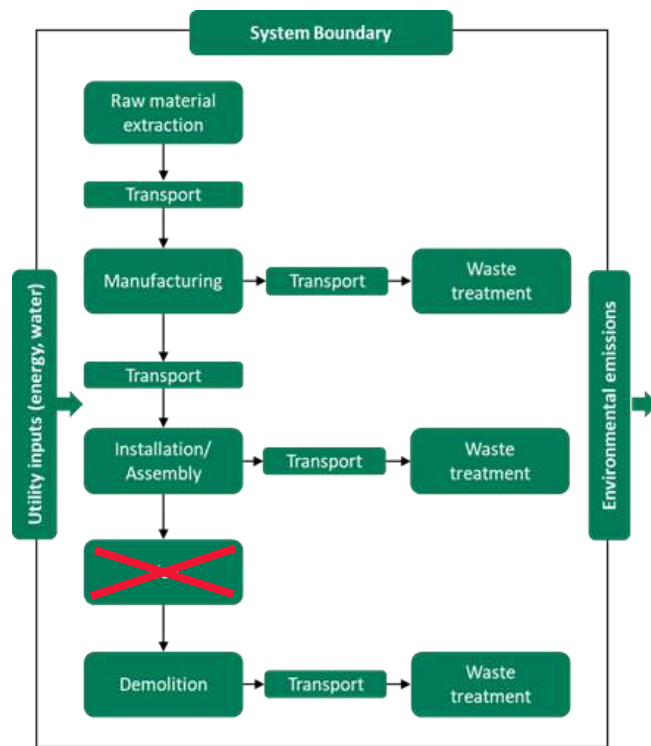 System Boundary
Raw material
extraction
Transport
Manufacturing
Transport
Waste
treatment
Transport
Utility inputs (energy, water)
Environmental emissions
Installation/
Assembly
Transport
Waste
treatment
Demolition
Transport
Waste
treatment